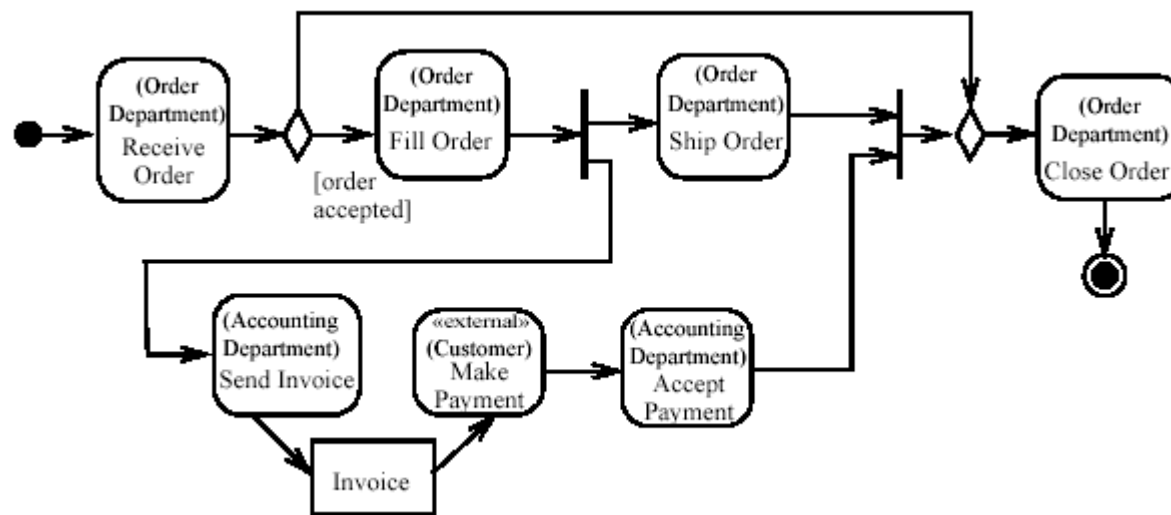 (Order
Department)
Receive
Order
[order
accepted]
(Order
Department)
Fill Order
(Order
Department)
Ship Order
(Order
Department)
Close Order
(Accounting
Department)
Send Invoice
Invoice
«external»
(Customer)
Make
Payment
(Accounting
Department)
Accept
Payment